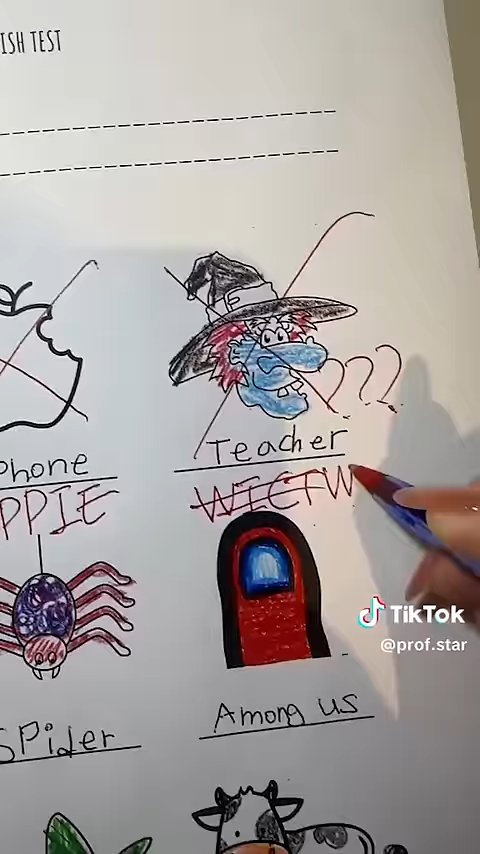 ISH TEST
???
Teacher
Phone
WICTW
PPIE
Among us
Spider
TikTok
@prof.star